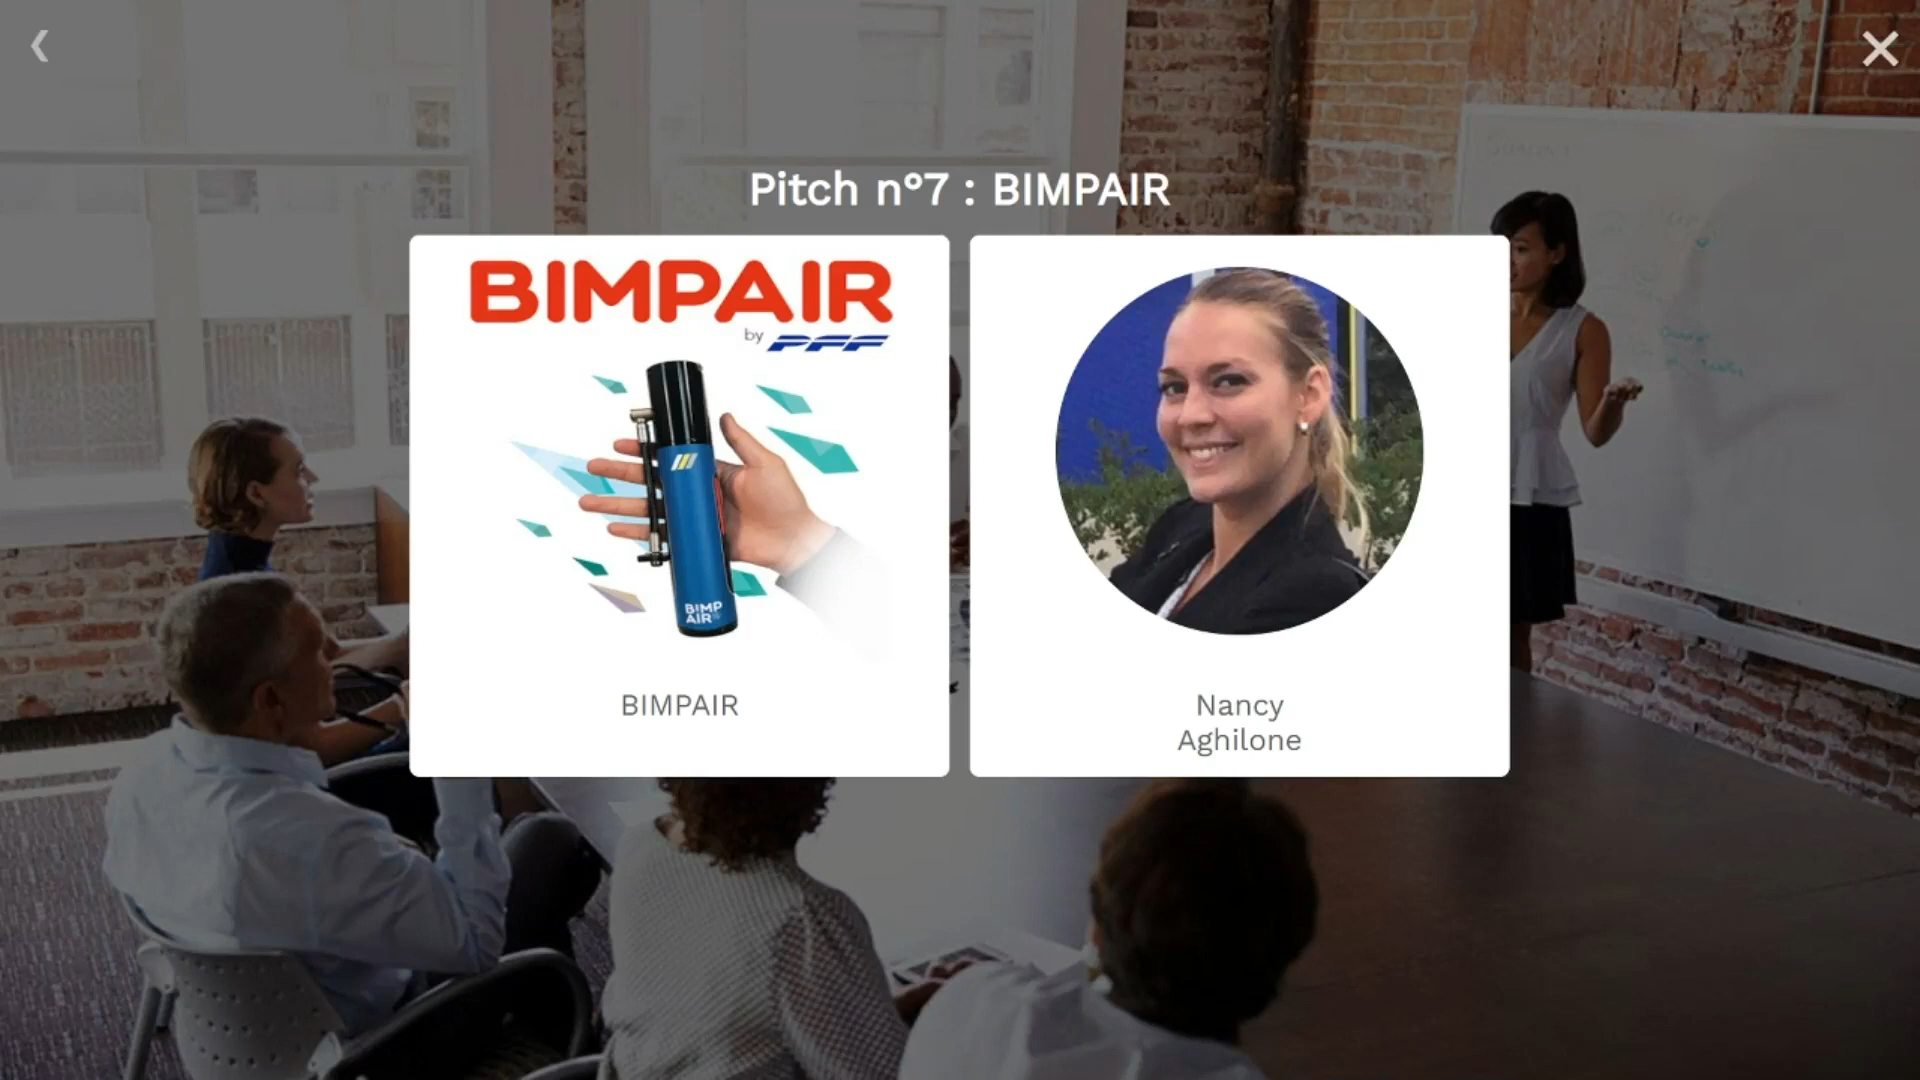 Pitch n°7 : BIMPAIR
BIMPAIR
by PFF
BIMP
AIR
BIMPAIR
Nancy
Aghilone